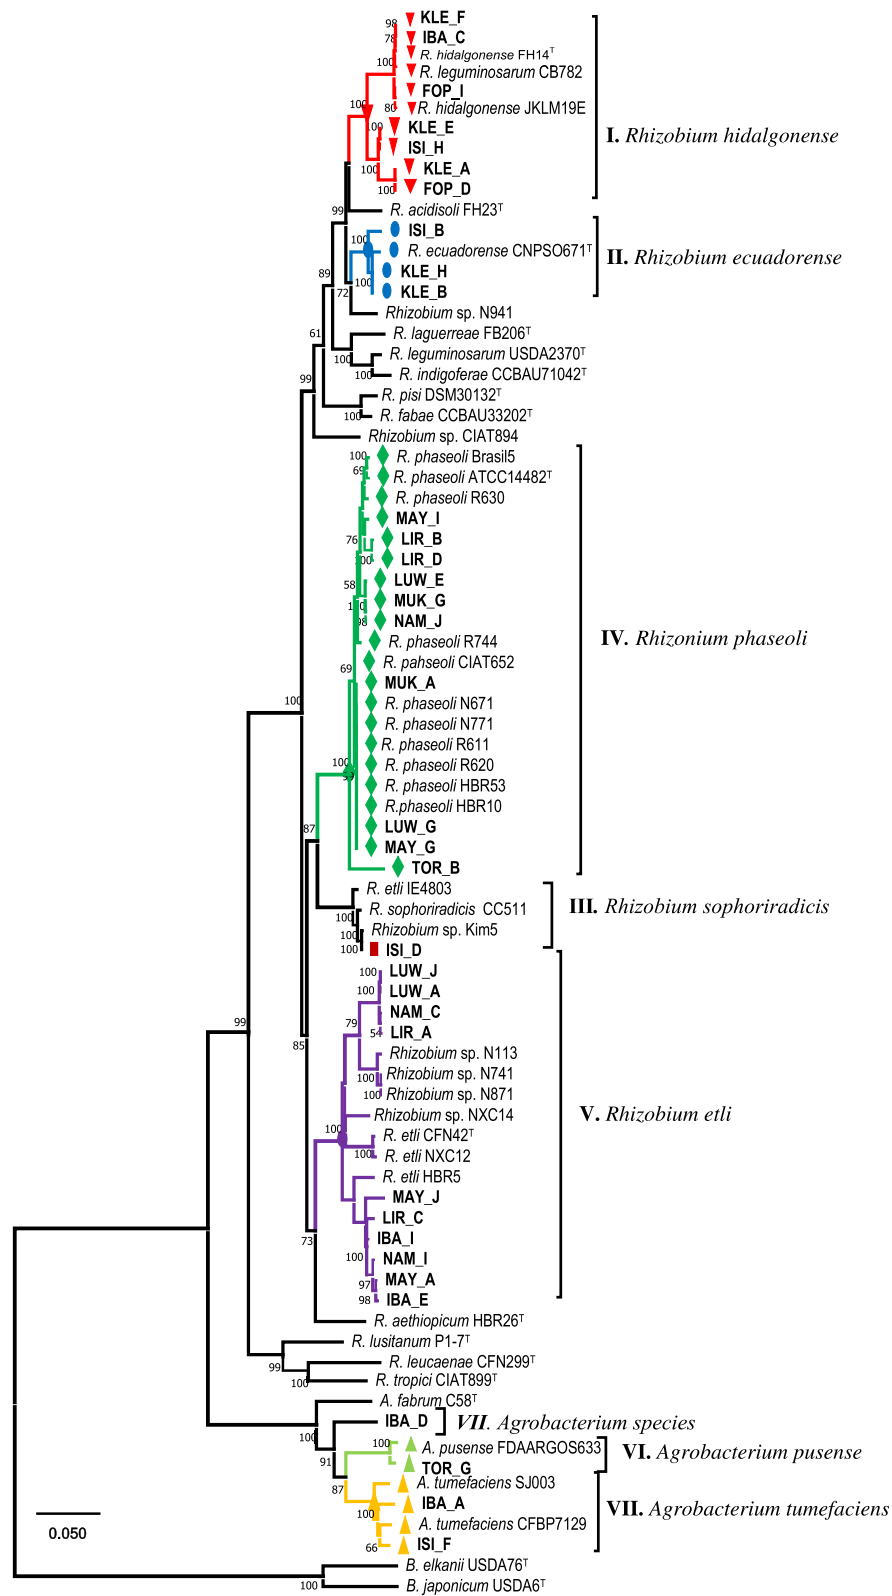 98 KLE_F
78 IBA_C
R. hidalgonense FH14T
100 R. leguminosarum CB782
FOP_I
100 80 R. hidalgonense JKLM19E
100 KLE_E
I. Rhizobium hidalgonense
ISI_H
100 KLE_A
100 FOP_D
99 R. acidisoli FH23T
100 ISI_B
R. ecuadorense CNPSO671T
II. Rhizobium ecuadorense
89 100 KLE_H
72 KLE_B
Rhizobium sp. N941
61 R. laguerreae FB206T
100 R. leguminosarum USDA2370T
99 100 R. indigoferae CCBAU71042T
R. pisi DSM30132T
100 R. fabae CCBAU33202T
Rhizobium sp. CIAT894
100 R. phaseoli Brasil5
69 R. phaseoli ATCC14482T
R. phaseoli R630
MAY_I
76 LIR_B
100 LIR_D
58 LUW_E
100 MUK_G
98 NAM_J
R. phaseoli R744
IV. Rhizonium phaseoli
69 R. pahseoli CIAT652
MUK_A
100 R. phaseoli N671
R. phaseoli N771
R. phaseoli R611
100 R. phaseoli R620
99 R. phaseoli HBR53
R.phaseoli HBR10
87 LUW_G
MAY_G
TOR_B
R. etli IE4803
100 R. sophoriradicis CC511
III. Rhizobium sophoriradicis
100 Rhizobium sp. Kim5
100 ISI_D
100 LUW_J
100 LUW_A
99 79 NAM_C
54 LIR_A
85 Rhizobium sp. N113
100 Rhizobium sp. N741
100 Rhizobium sp. N871
Rhizobium sp. NXC14
V. Rhizobium etli
100 R. etli CFN42T
100 R. etli NXC12
R. etli HBR5
MAY_J
LIR_C
73 IBA_I
100 NAM_I
97 MAY_A
98 IBA_E
R. aethiopicum HBR26T
R. lusitanum P1-7T
99 R. leucaenae CFN299T
100 R. tropici CIAT899T
A. fabrum C58T
IBA_D
VII. Agrobacterium species
100 100 A. pusense FDAARGOS633
VI. Agrobacterium pusense
91 TOR_G
87 A. tumefaciens SJ003
IBA_A
VII. Agrobacterium tumefaciens
100 A. tumefaciens CFBP7129
66 ISI_F
0.050
B. elkanii USDA76T
100 B. japonicum USDA6T